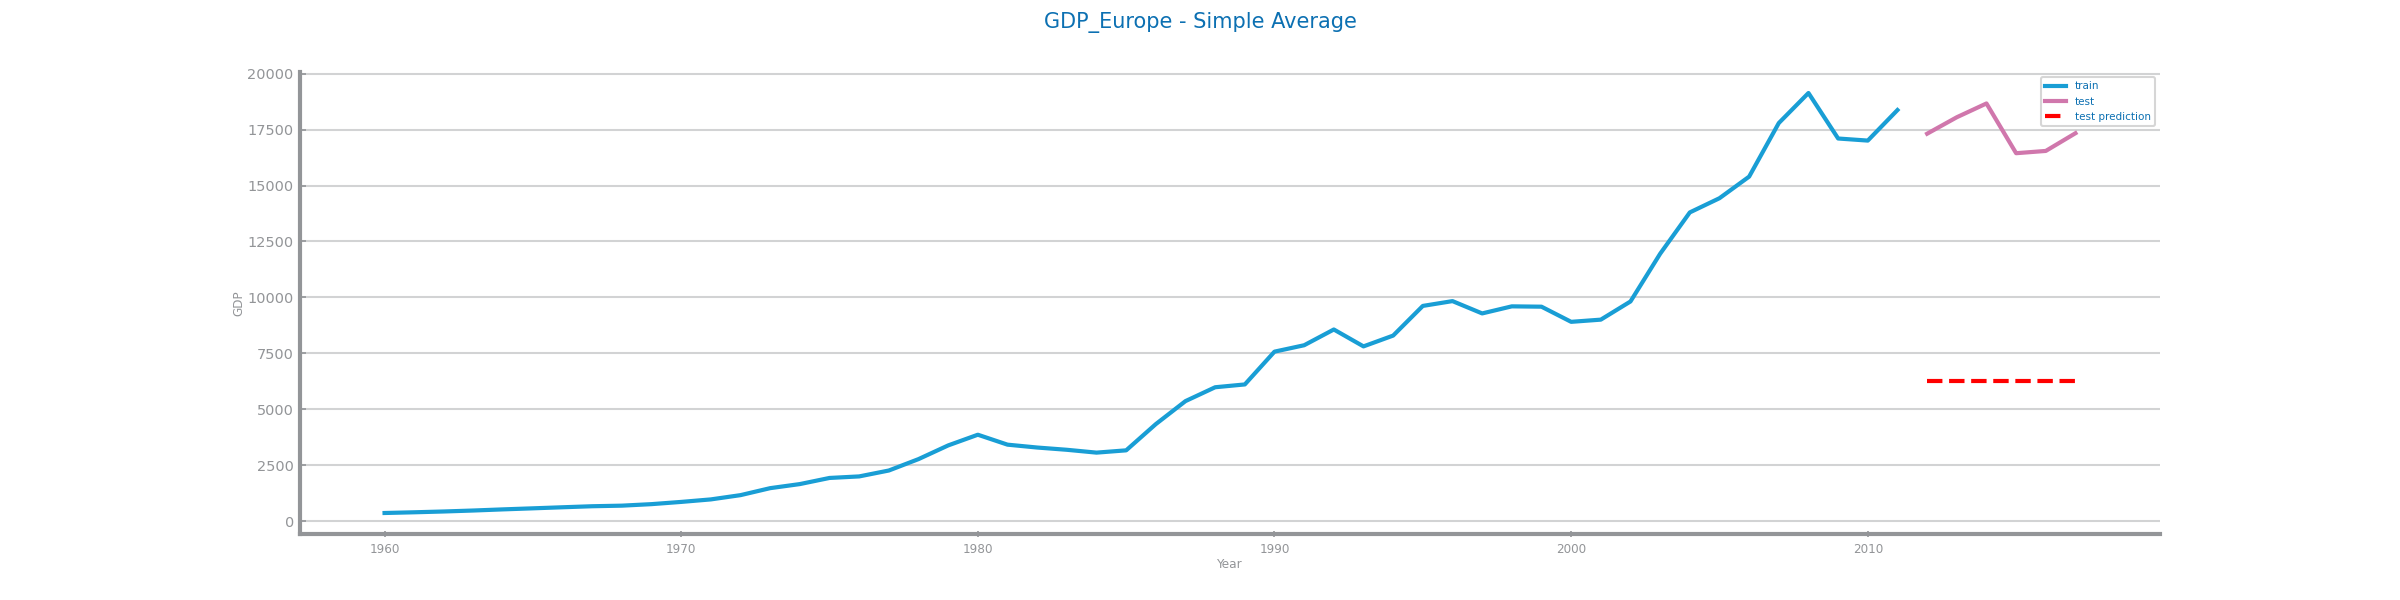 GDP_Europe - Simple Average
20000
17500
15000
12500
10000
7500
5000
2500
0
GDP
train
test
test prediction
1960 1970 1980 1990 2000 2010
Year